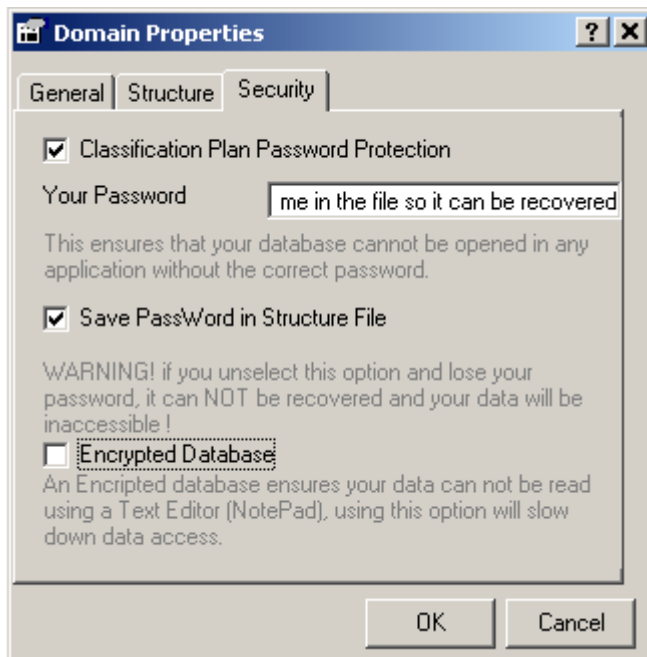 Domain Properties
General Structure Security
Classification Plan Password Protection
Your Password me in the file so it can be recovered
This ensures that your database cannot be opened in any
application without the correct password.
Save PassWord in Structure File
WARNING! if you unselect this option and lose your
password, it can NOT be recovered and your data will be
inaccessible !
Encrypted Database
An Encripted database ensures your data can not be read
using a Text Editor (NotePad), using this option will slow
down data access.
OK Cancel